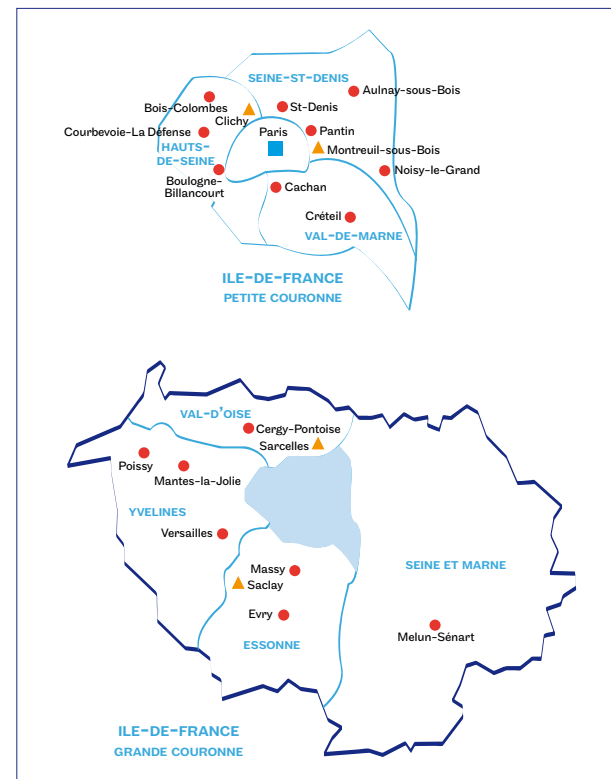 SEINE-ST-DENIS
Aulnay-sous-Bois
Bois-Colombes
St-Denis
Clichy
Courbevoie-La Défense
Paris
Pantin
HAUTS-
DE-SEINE
Montreuil-sous-Bois
Noisy-le-Grand
Boulogne-
Billancourt
Cachan
Créteil
VAL-DE-MARNE
ILE-DE-FRANCE
PETITE COURONNE
VAL-D'OISE
Cergy-Pontoise
Sarcelles
Poissy
Mantes-la-Jolie
YVELINES
Versailles
Massy
SEINE ET MARNE
Saclay
Evry
Melun-Sénart
ESSONNE
ILE-DE-FRANCE
GRANDE COURONNE